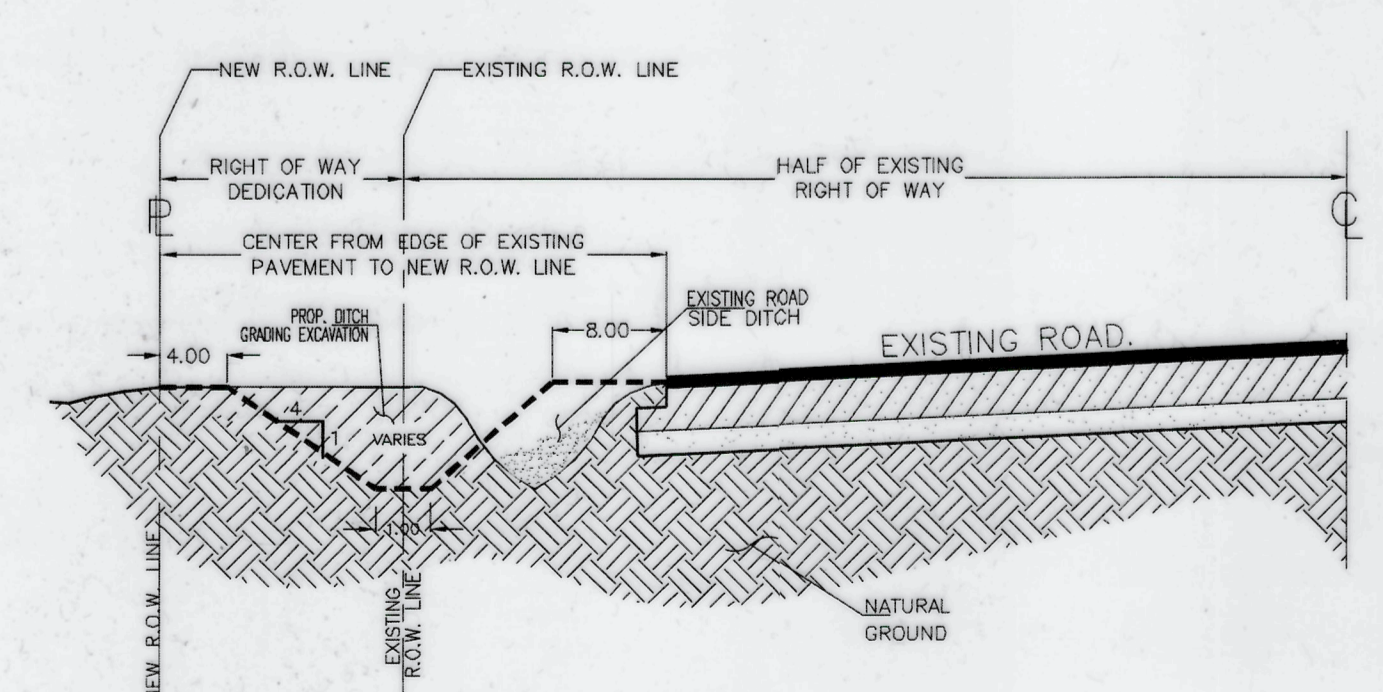 NEW R.O.W. LINE
EXISTING R.O.W. LINE
RIGHT OF WAY
DEDICATION
HALF OF EXISTING
RIGHT OF WAY
PL
CL
CENTER FROM EDGE OF EXISTING
PAVEMENT TO NEW R.O.W. LINE
PROP. DITCH
GRADING EXCAVATION
EXISTING ROAD
SIDE DITCH
8.00
EXISTING ROAD.
4.00
4
1
VARIES
1.00
NEW R.O.W. LINE
EXISTING
R.O.W. LINE
NATURAL
GROUND